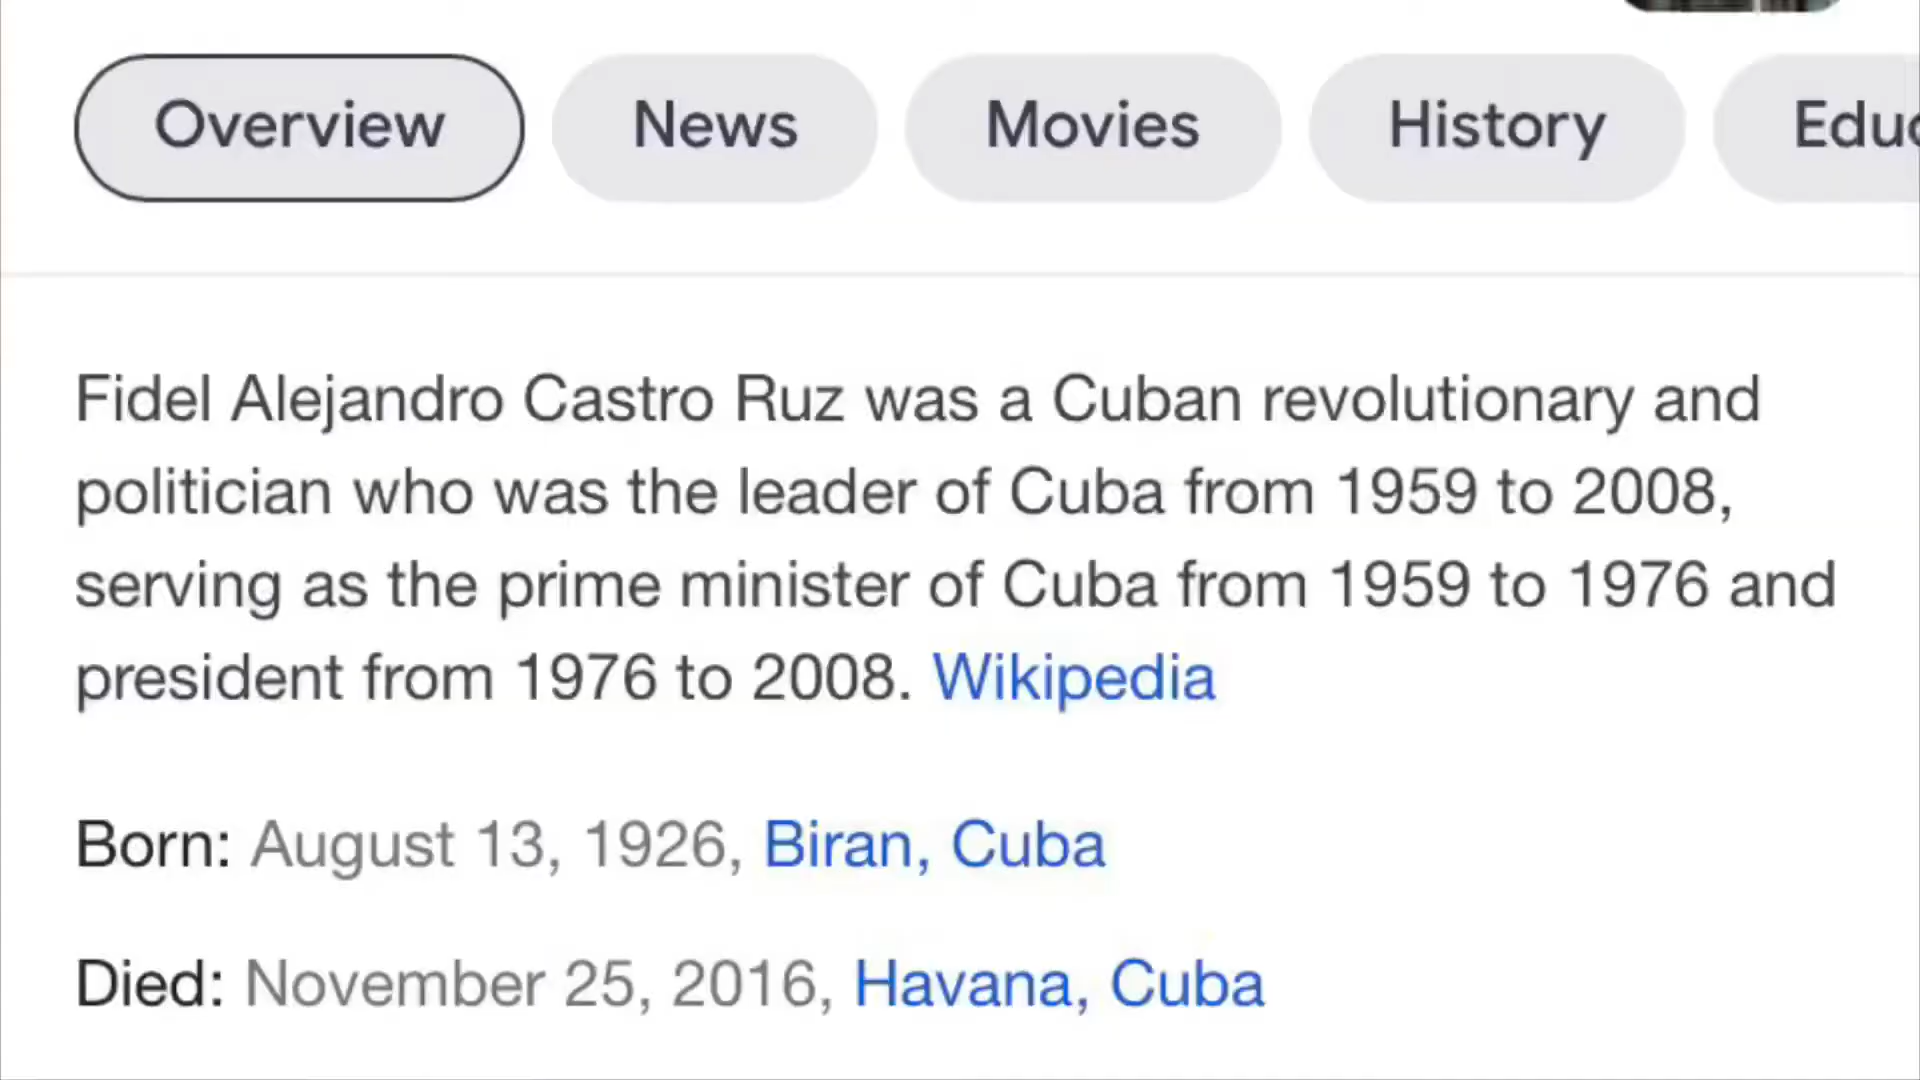 Overview News Movies History Educ
Fidel Alejandro Castro Ruz was a Cuban revolutionary and
politician who was the leader of Cuba from 1959 to 2008,
serving as the prime minister of Cuba from 1959 to 1976 and
president from 1976 to 2008. Wikipedia
Born: August 13, 1926, Biran, Cuba
Died: November 25, 2016, Havana, Cuba